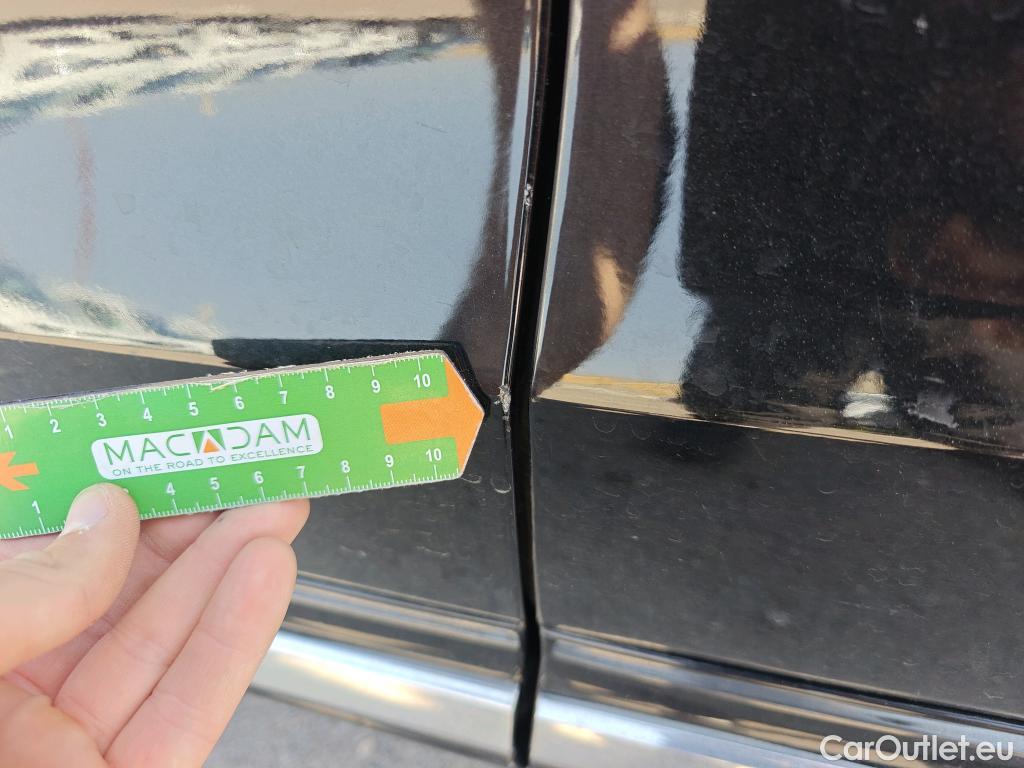 1 2 3 4 5 6 7 8 9 10
MACADAM
ON THE ROAD TO EXCELLENCE
1 4 5 6 7 8 9 10
CarOutlet.eu